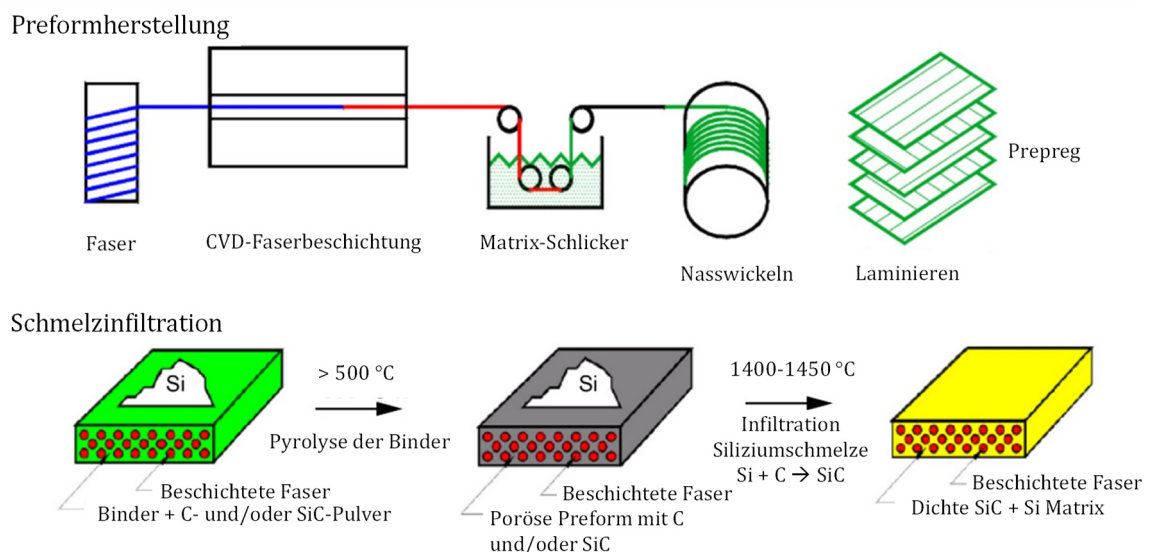 Preformherstellung
Faser
CVD-Faserbeschichtung
Matrix-Schlicker
Nasswickeln
Laminieren
Prepreg
Schmelzinfiltration
Si
> 500 °C
Pyrolyse der Binder
Beschichtete Faser
Binder + C- und/oder SiC-Pulver
Si
1400-1450 °C
Infiltration
Siliziumschmelze
Si + C → SiC
Beschichtete Faser
Poröse Preform mit C
und/oder SiC
Beschichtete Faser
Dichte SiC + Si Matrix